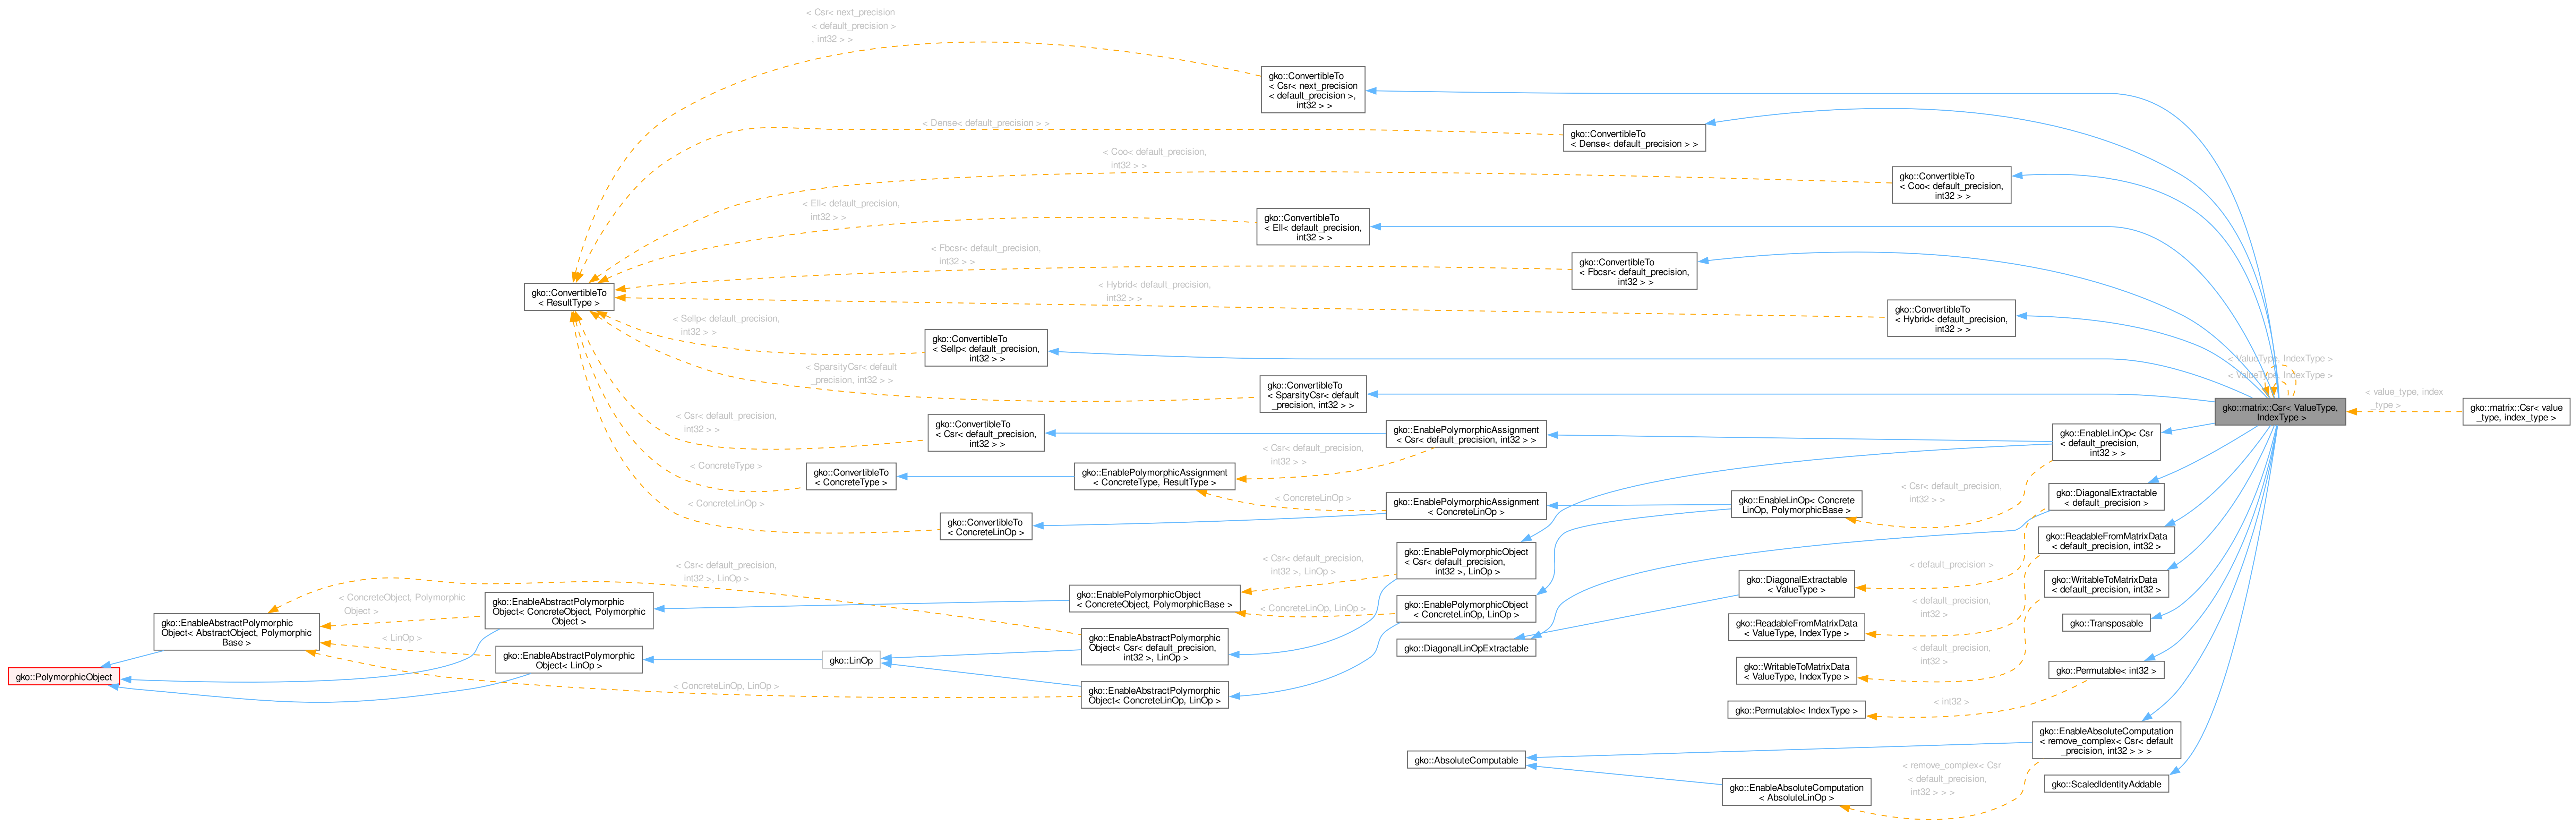 < Csr< next_precision
< default_precision >
, int32 > >
gko::ConvertibleTo
< Csr< next_precision
< default_precision >,
int32 > >
< Dense< default_precision > >
gko::ConvertibleTo
< Dense< default_precision > >
< Coo< default_precision,
int32 > >
gko::ConvertibleTo
< Coo< default_precision,
int32 > >
< Ell< default_precision,
int32 > >
gko::ConvertibleTo
< Ell< default_precision,
int32 > >
< Fbcsr< default_precision,
int32 > >
gko::ConvertibleTo
< Fbcsr< default_precision,
int32 > >
gko::ConvertibleTo
< ResultType >
< Hybrid< default_precision,
int32 > >
gko::ConvertibleTo
< Hybrid< default_precision,
int32 > >
< Sellp< default_precision,
int32 > >
gko::ConvertibleTo
< Sellp< default_precision,
int32 > >
< SparsityCsr< default
_precision, int32 > >
gko::ConvertibleTo
< SparsityCsr< default
_precision, int32 > >
< ValueType, IndexType >
< ValueType, IndexType >
gko::matrix::Csr< ValueType,
IndexType >
< value_type, index
_type >
gko::matrix::Csr< value
_type, index_type >
< Csr< default_precision,
int32 > >
gko::ConvertibleTo
< Csr< default_precision,
int32 > >
gko::EnablePolymorphicAssignment
< Csr< default_precision, int32 > >
gko::EnableLinOp< Csr
< default_precision,
int32 > >
< ConcreteType >
gko::ConvertibleTo
< ConcreteType >
gko::EnablePolymorphicAssignment
< ConcreteType, ResultType >
< Csr< default_precision,
int32 > >
< ConcreteLinOp >
gko::ConvertibleTo
< ConcreteLinOp >
< ConcreteLinOp >
gko::EnablePolymorphicAssignment
< ConcreteLinOp >
gko::EnableLinOp< Concrete
LinOp, PolymorphicBase >
< Csr< default_precision,
int32 > >
gko::DiagonalExtractable
< default_precision >
gko::ReadableFromMatrixData
< default_precision, int32 >
gko::WritableToMatrixData
< default_precision, int32 >
gko::Transposable
gko::Permutable< int32 >
gko::EnableAbsoluteComputation
< remove_complex< Csr< default
_precision, int32 > > >
gko::ScaledIdentityAddable
< default_precision >
gko::DiagonalExtractable
< ValueType >
< default_precision,
int32 >
gko::ReadableFromMatrixData
< ValueType, IndexType >
< default_precision,
int32 >
gko::WritableToMatrixData
< ValueType, IndexType >
< int32 >
gko::Permutable< IndexType >
< remove_complex< Csr
< default_precision,
int32 > > >
gko::EnableAbsoluteComputation
< AbsoluteLinOp >
gko::AbsoluteComputable
gko::DiagonalLinOpExtractable
gko::EnablePolymorphicObject
< Csr< default_precision,
int32 >, LinOp >
gko::EnablePolymorphicObject
< ConcreteLinOp, LinOp >
< Csr< default_precision,
int32 >, LinOp >
< ConcreteLinOp, LinOp >
gko::EnablePolymorphicObject
< ConcreteObject, PolymorphicBase >
gko::EnableAbstractPolymorphic
Object< Csr< default_precision,
int32 >, LinOp >
gko::EnableAbstractPolymorphic
Object< ConcreteLinOp, LinOp >
gko::LinOp
< Csr< default_precision,
int32 >, LinOp >
< ConcreteLinOp, LinOp >
gko::EnableAbstractPolymorphic
Object< ConcreteObject, Polymorphic
Object >
gko::EnableAbstractPolymorphic
Object< LinOp >
< ConcreteObject, Polymorphic
Object >
< LinOp >
gko::EnableAbstractPolymorphic
Object< AbstractObject, Polymorphic
Base >
gko::PolymorphicObject